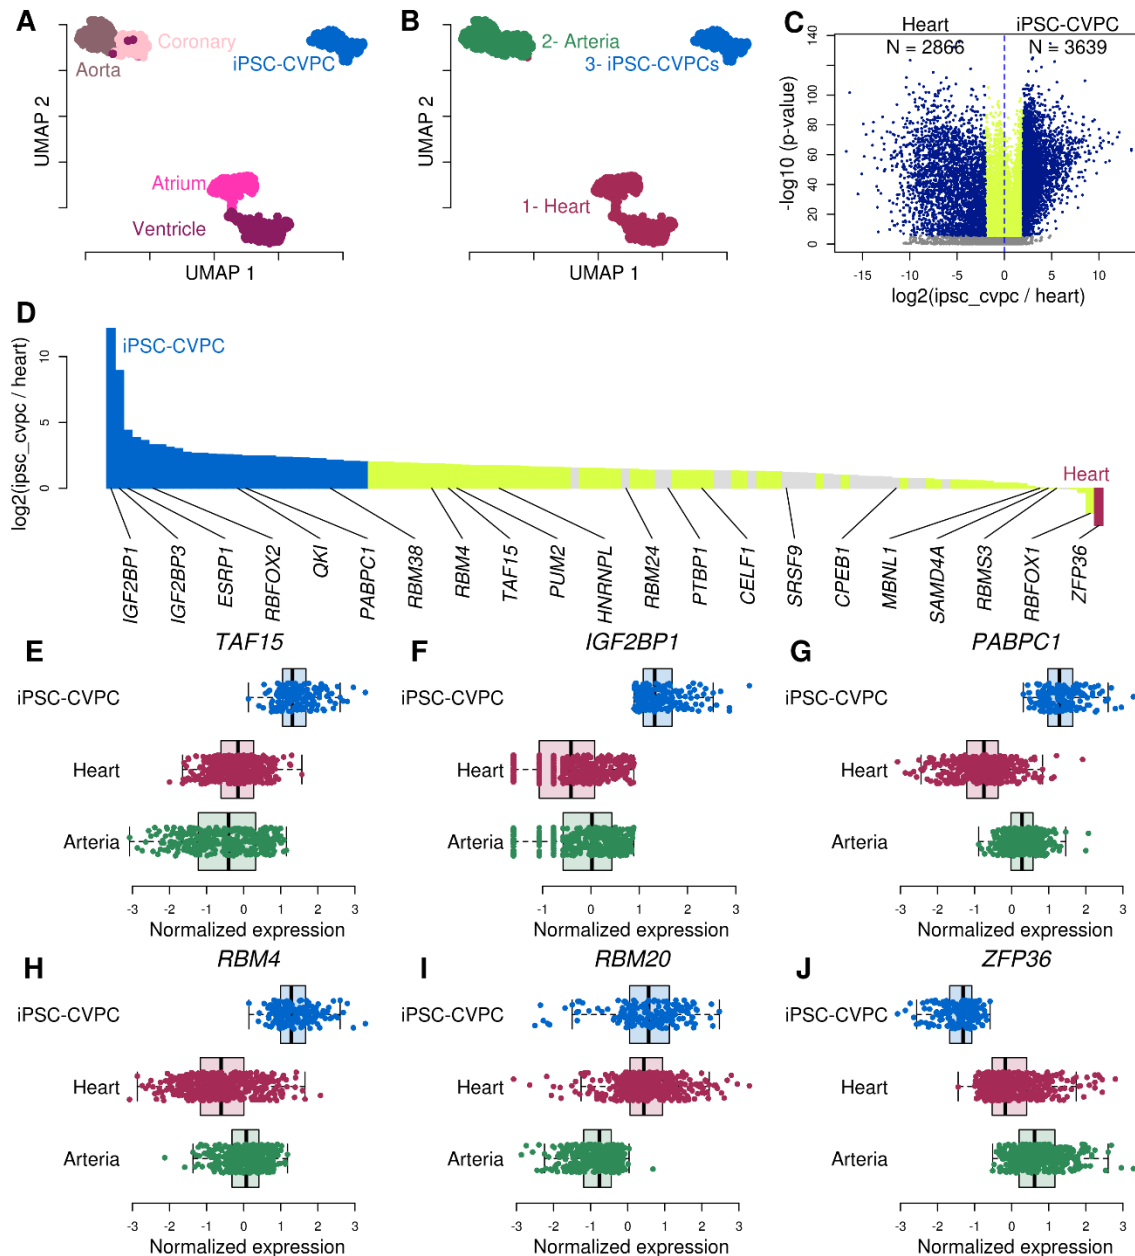 A
Coronary
Aorta
iPSC-CVPC
Atrium
Ventricle
UMAP 2
UMAP 1
B
2- Arteria
3- iPSC-CVPCs
1- Heart
UMAP 2
UMAP 1
C
Heart
N = 2866
iPSC-CVPC
N = 3639
-log10 (p-value)
140
120
100
80
60
40
20
0
-15 -10 -5 0 5 10
log2(ipsc_cvpc / heart)
D
log2(ipsc_cvpc / heart)
10
5
0
iPSC-CVPC
Heart
IGF2BP1
IGF2BP3
ESRP1
RBFOX2
QKI
PABPC1
RBM38
RBM4
TAF15
PUM2
HNRNPL
RBM24
PTBP1
CELF1
SRSF9
CPEB1
MBNL1
SAMD4A
RBMS3
RBFOX1
ZFP36
E
TAF15
iPSC-CVPC
Heart
Arteria
-3 -2 -1 0 1 2 3
Normalized expression
F
IGF2BP1
iPSC-CVPC
Heart
Arteria
-1 0 1 2 3
Normalized expression
G
PABPC1
iPSC-CVPC
Heart
Arteria
-3 -2 -1 0 1 2 3
Normalized expression
H
RBM4
iPSC-CVPC
Heart
Arteria
-3 -2 -1 0 1 2 3
Normalized expression
I
RBM20
iPSC-CVPC
Heart
Arteria
-3 -2 -1 0 1 2 3
Normalized expression
J
ZFP36
iPSC-CVPC
Heart
Arteria
-3 -2 -1 0 1 2 3
Normalized expression